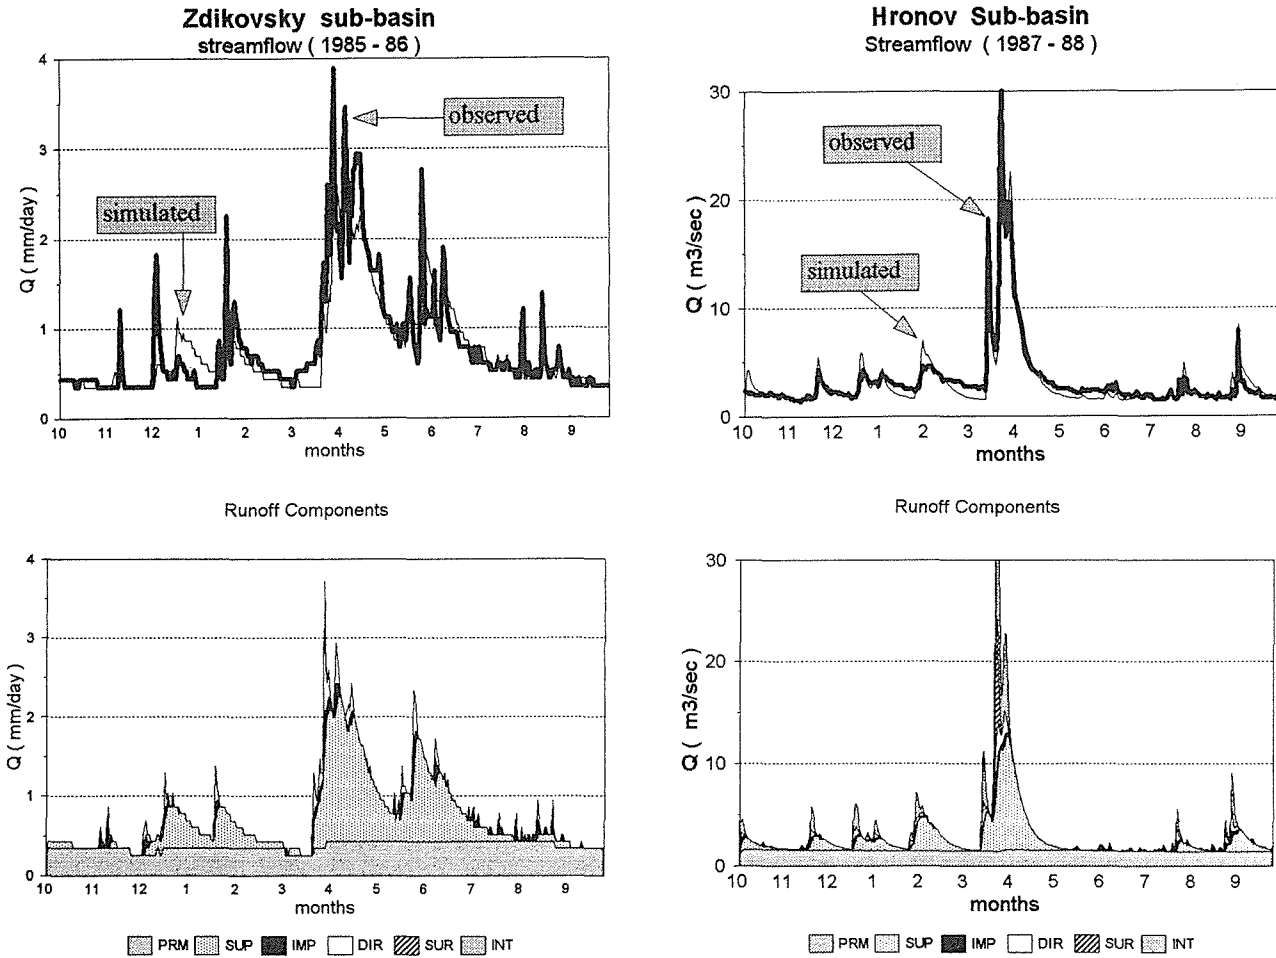 Zdikovsky sub-basin
streamflow ( 1985 - 86 )
4
3
2
1
0
Q ( mm/day )
observed
simulated
10 11 12 1 2 3 4 5 6 7 8 9
months
Hronov Sub-basin
Streamflow ( 1987 - 88 )
30
20
10
0
Q ( m3/sec )
observed
simulated
10 11 12 1 2 3 4 5 6 7 8 9
months
Runoff Components
4
3
2
1
0
Q ( mm/day )
10 11 12 1 2 3 4 5 6 7 8 9
months
PRM SUP IMP DIR SUR INT
Runoff Components
30
20
10
0
Q ( m3/sec )
10 11 12 1 2 3 4 5 6 7 8 9
months
PRM SUP IMP DIR SUR INT